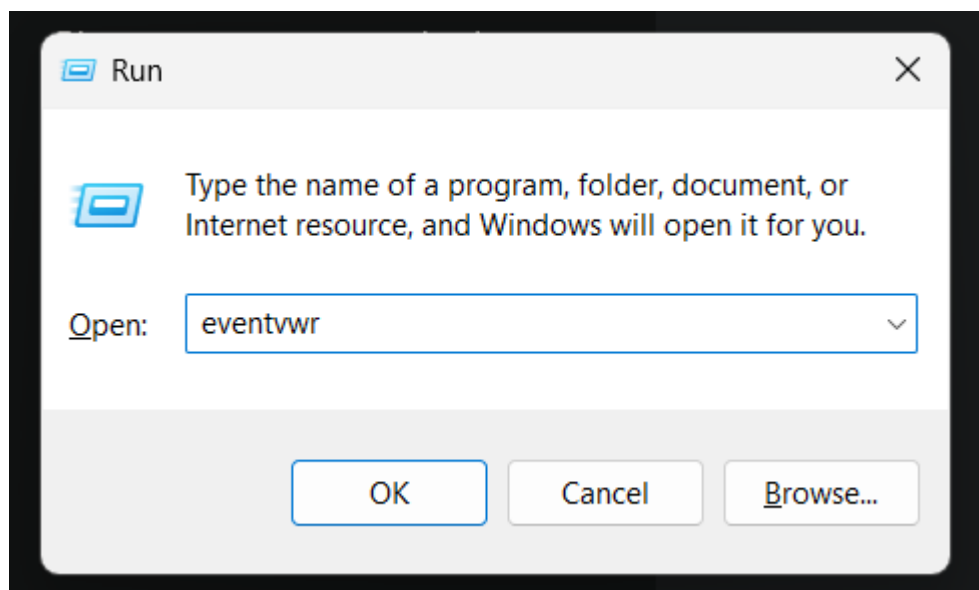 Run
Type the name of a program, folder, document, or
Internet resource, and Windows will open it for you.
Open: eventvwr
OK Cancel Browse...